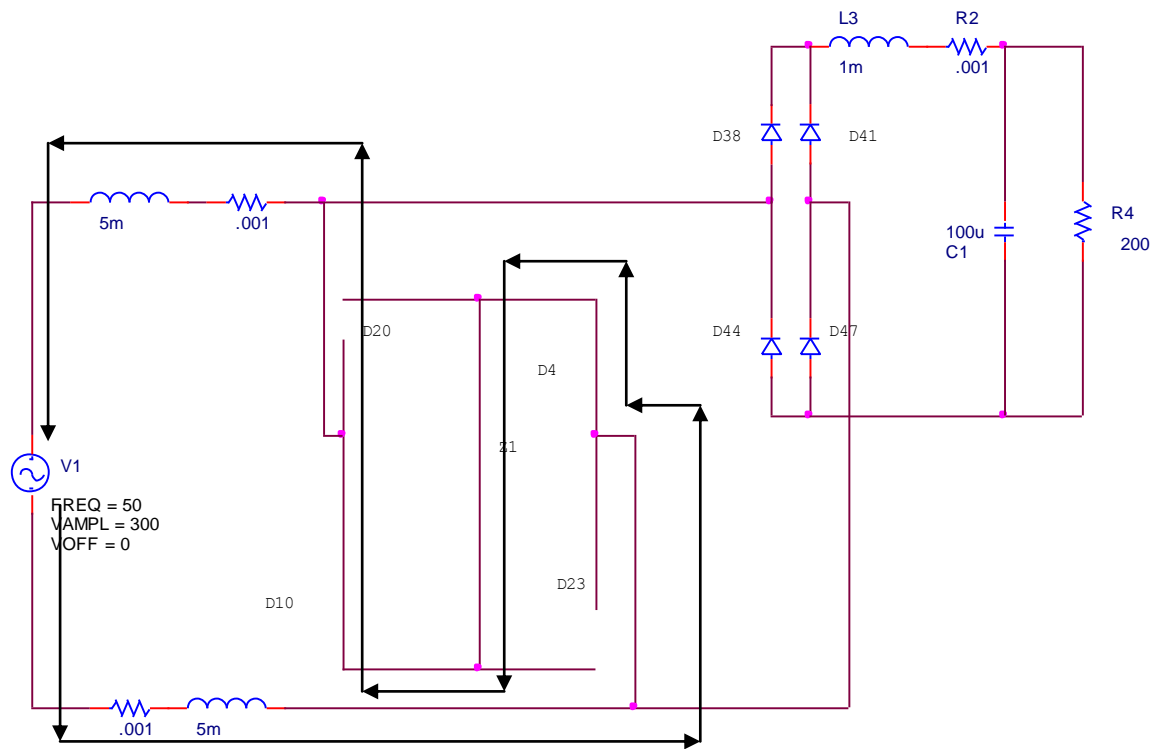 L3
R2
1m
.001
D38
D41
5m
.001
R4
200
100u
C1
D20
D44
D47
D4
Z1
V1
FREQ = 50
VAMPL = 300
VOFF = 0
D23
D10
.001
5m